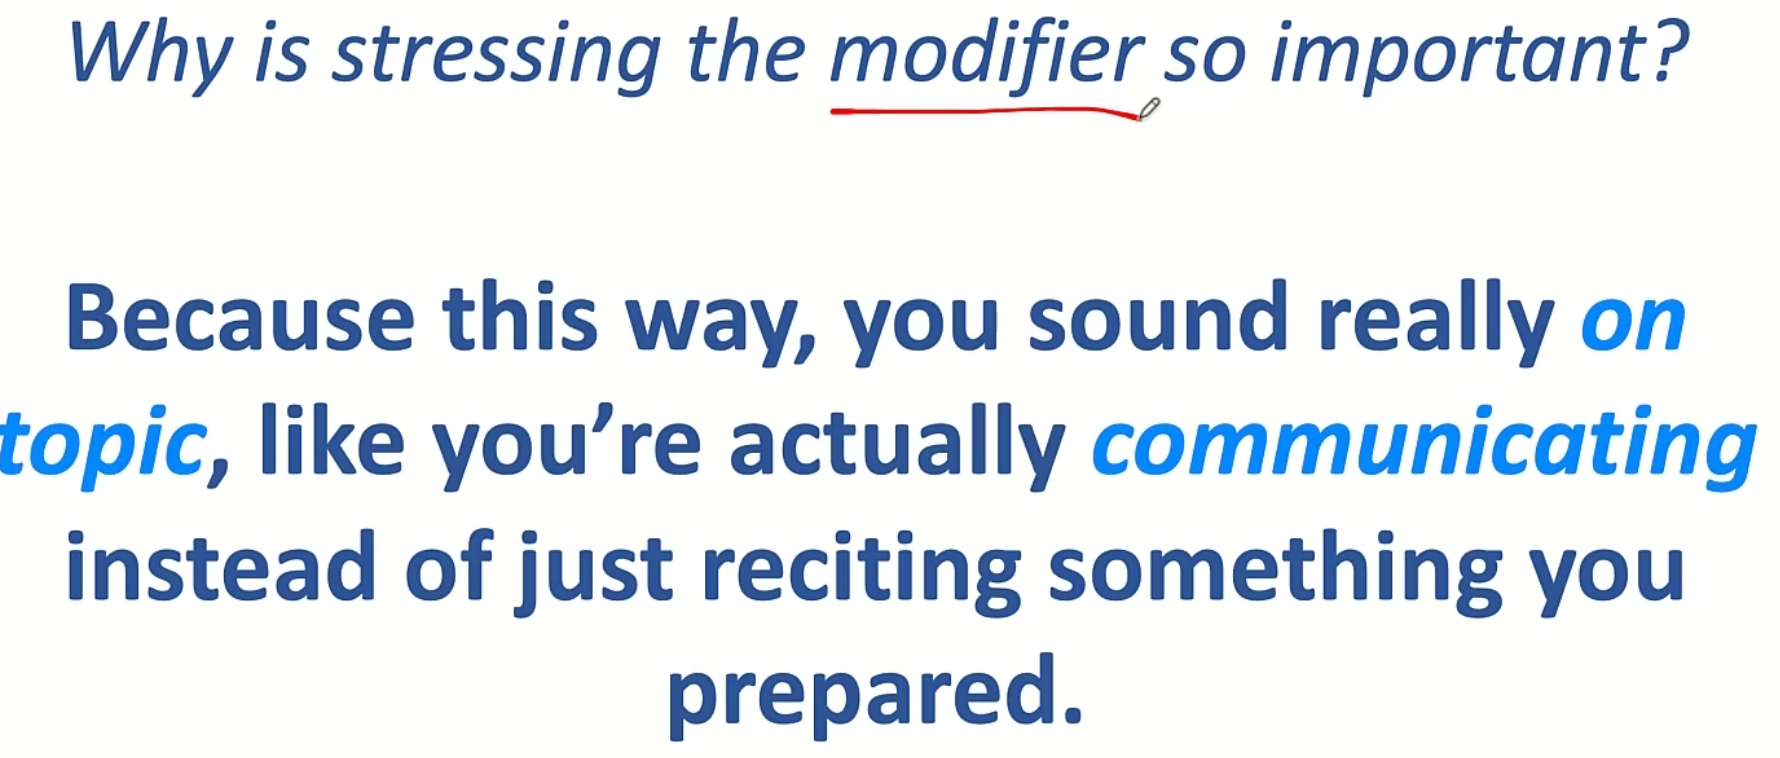 Why is stressing the modifier so important?
Because this way, you sound really on
topic, like you’re actually communicating
instead of just reciting something you
prepared.